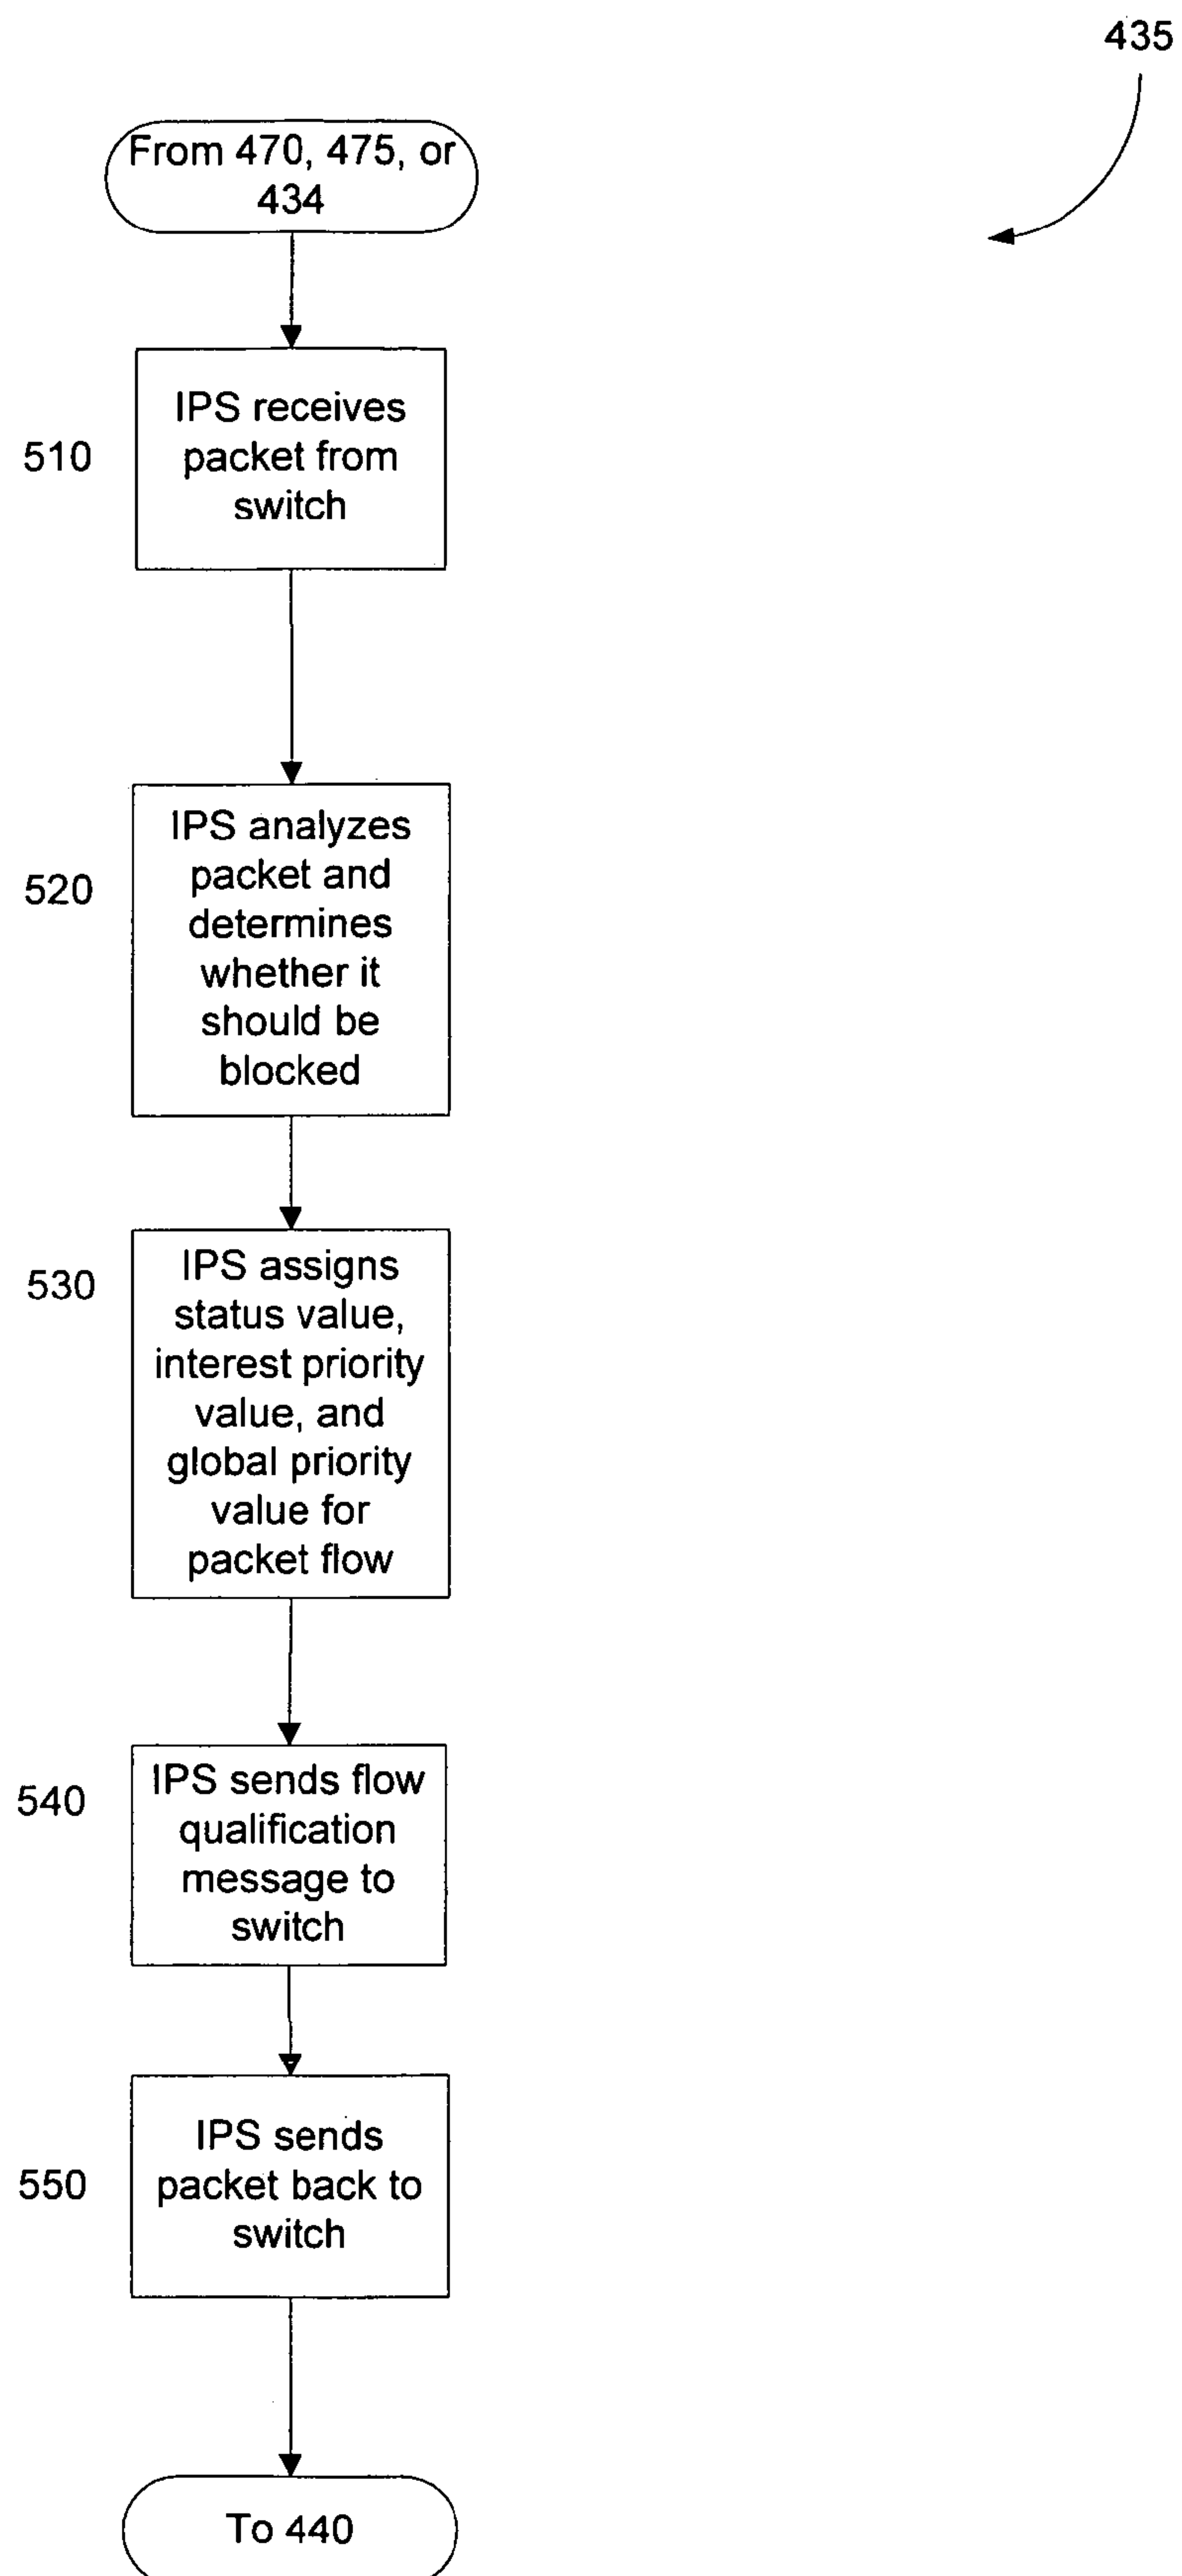 435
From 470, 475, or
434
IPS receives
packet from
switch
510
IPS analyzes
packet and
determines
whether it
should be
blocked
520
IPS assigns
status value,
interest priority
value, and
global priority
value for
packet flow
530
IPS sends flow
qualification
message to
switch
540
IPS sends
packet back to
switch
550
To 440